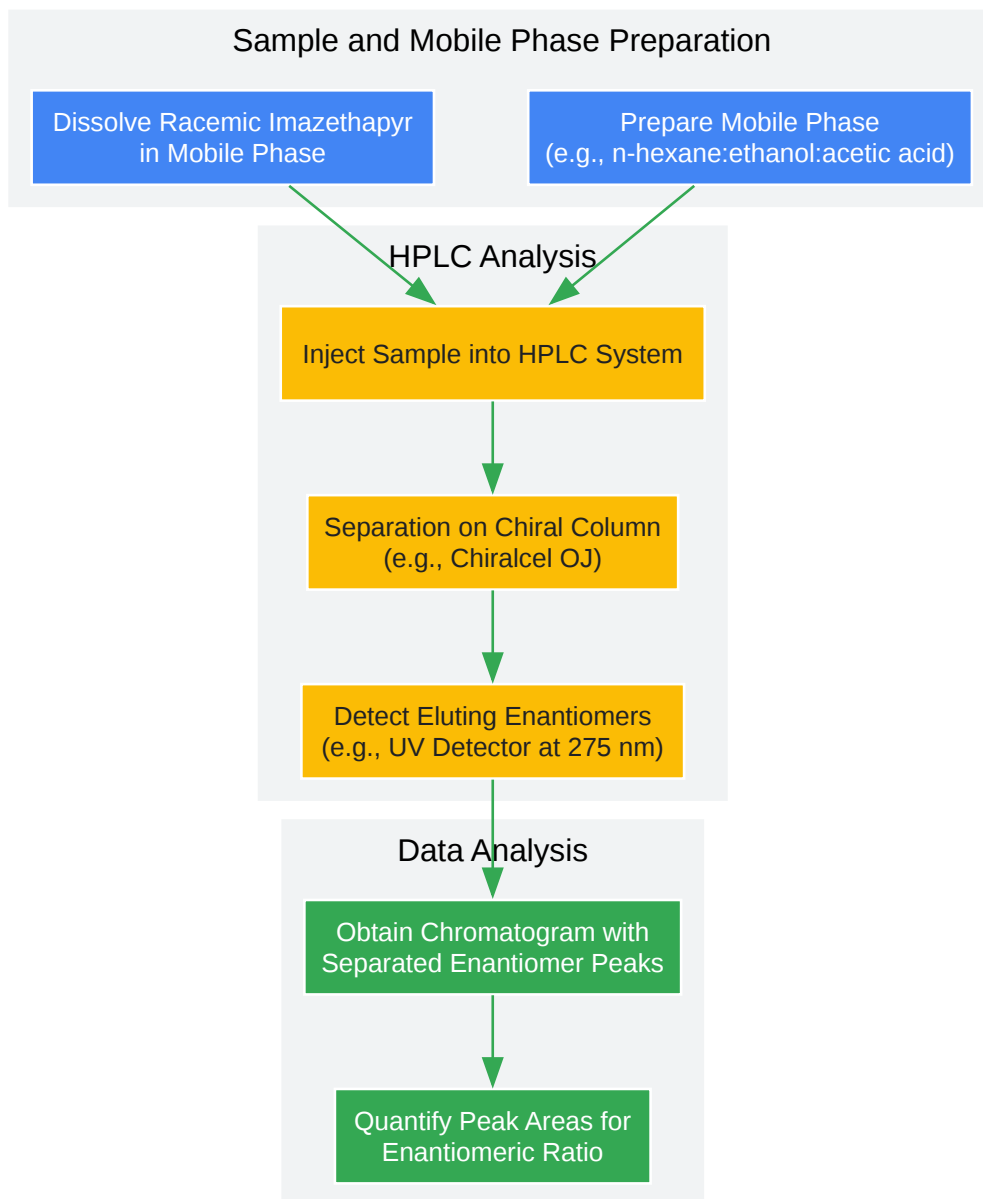 Sample and Mobile Phase Preparation
Dissolve Racemic Imazethapyr
in Mobile Phase
Prepare Mobile Phase
(e.g., n-hexane:ethanol:acetic acid)
HPLC Analysis
Inject Sample into HPLC System
Separation on Chiral Column
(e.g., Chiralcel OJ)
Detect Eluting Enantiomers
(e.g., UV Detector at 275 nm)
Data Analysis
Obtain Chromatogram with
Separated Enantiomer Peaks
Quantify Peak Areas for
Enantiomeric Ratio